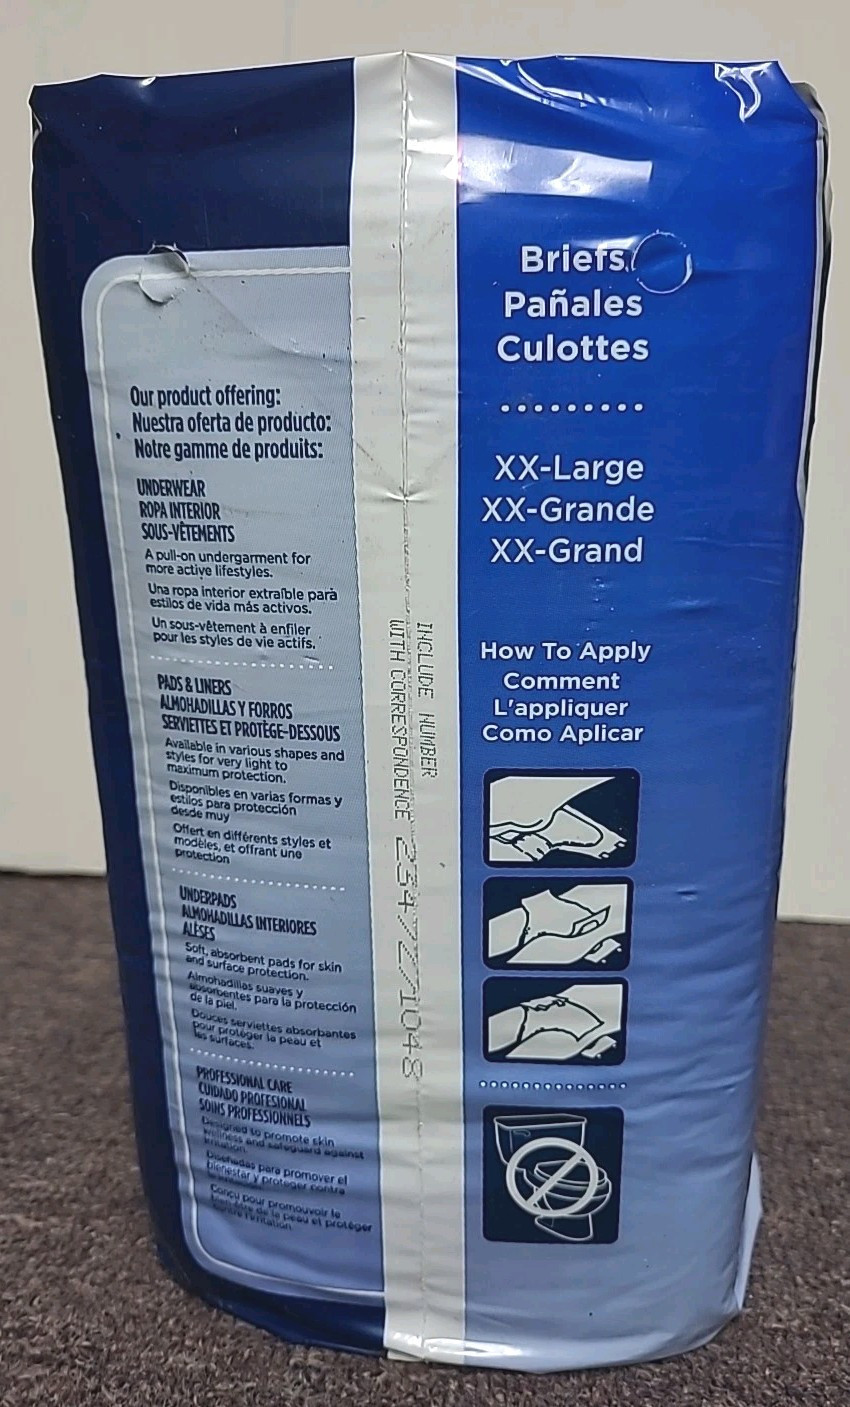 Our product offering:
Nuestra oferta de producto:
Notre gamme de produits:
UNDERWEAR
ROPA INTERIOR
SOUS-VÊTEMENTS
A pull-on undergarment for
more active lifestyles.
Una ropa interior extraíble para
estilos de vida más activos.
Un sous-vêtement à enfiler
pour les styles de vie actifs.
PADS & LINERS
ALMOHADILLAS Y FORROS
SERVIETTES ET PROTÈGE-DESSOUS
Available in various shapes and
styles for very light to
maximum protection.
Disponibles en varias formas y
estilos para protección
desde muy
Offert en différents styles et
modèles, et offrant une
protection
UNDERPADS
ALMOHADILLAS INTERIORES
ALÈSES
Soft, absorbent pads for skin
and surface protection.
Almohadillas suaves y
absorbentes para la protección
de la piel.
Douces serviettes absorbantes
pour protéger la peau et
les surfaces.
PROFESSIONAL CARE
CUIDADO PROFESIONAL
SOINS PROFESSIONNELS
Designed to promote skin
wellness and safeguard against
irritation.
Diseñadas para promover el
bienestar y proteger contra
Conçu pour promouvoir le
bien-être de la peau et protéger
contre l'irritation.
INCLUDE NUMBER
WITH CORRESPONDENCE 2347271048
Briefs
Pañales
Culottes
XX-Large
XX-Grande
XX-Grand
How To Apply
Comment
L'appliquer
Como Aplicar